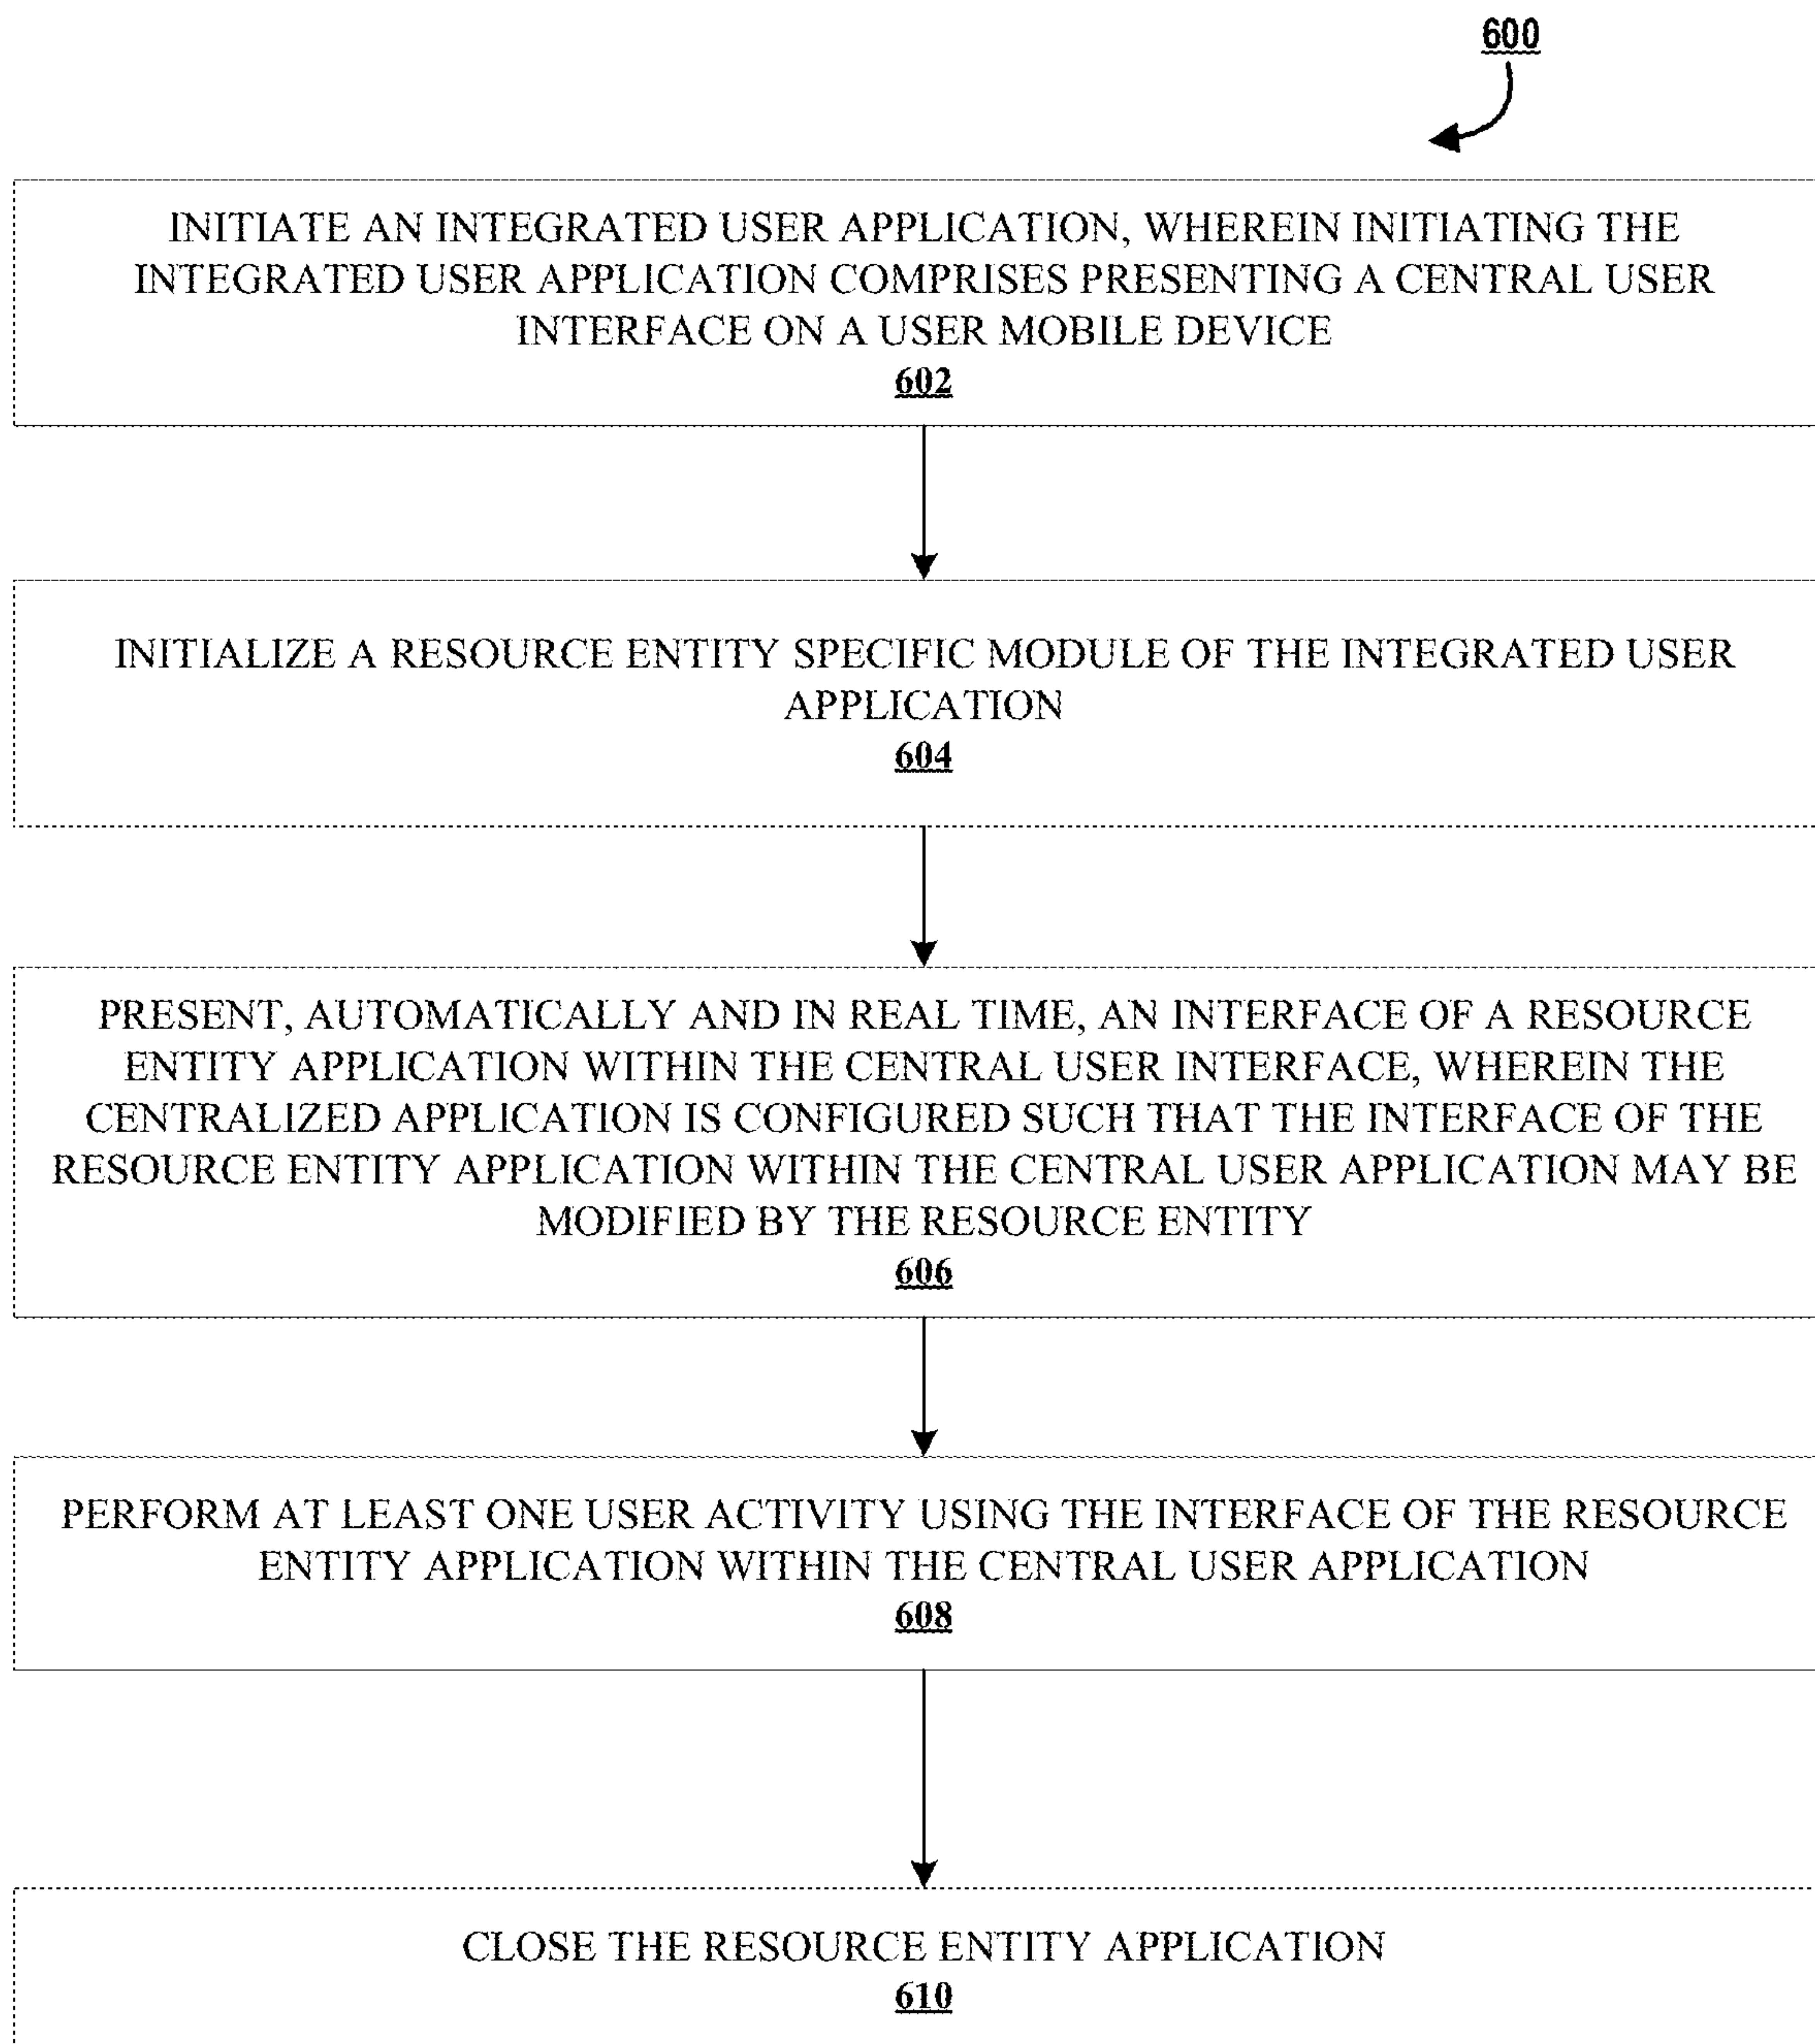 600
INITIATE AN INTEGRATED USER APPLICATION, WHEREIN INITIATING THE
INTEGRATED USER APPLICATION COMPRISES PRESENTING A CENTRAL USER
INTERFACE ON A USER MOBILE DEVICE
602
INITIALIZE A RESOURCE ENTITY SPECIFIC MODULE OF THE INTEGRATED USER
APPLICATION
604
PRESENT, AUTOMATICALLY AND IN REAL TIME, AN INTERFACE OF A RESOURCE
ENTITY APPLICATION WITHIN THE CENTRAL USER INTERFACE, WHEREIN THE
CENTRALIZED APPLICATION IS CONFIGURED SUCH THAT THE INTERFACE OF THE
RESOURCE ENTITY APPLICATION WITHIN THE CENTRAL USER APPLICATION MAY BE
MODIFIED BY THE RESOURCE ENTITY
606
PERFORM AT LEAST ONE USER ACTIVITY USING THE INTERFACE OF THE RESOURCE
ENTITY APPLICATION WITHIN THE CENTRAL USER APPLICATION
608
CLOSE THE RESOURCE ENTITY APPLICATION
610